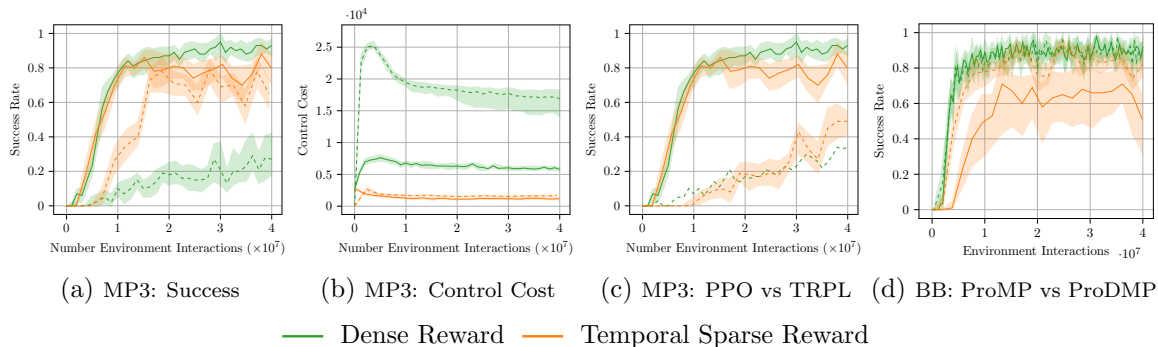 ·10⁴
1
0.8
0.6
0.4
0.2
0
Success Rate
0 1 2 3 4
Number Environment Interactions (×10⁷)
2.5
2
1.5
1
0.5
0
Control Cost
0 1 2 3 4
Number Environment Interactions (×10⁷)
1
0.8
0.6
0.4
0.2
0
Success Rate
0 1 2 3 4
Number Environment Interactions (×10⁷)
1
0.8
0.6
0.4
0.2
0
Success Rate
0 1 2 3 4
Environment Interactions ·10⁷
(a) MP3: Success
(b) MP3: Control Cost
(c) MP3: PPO vs TRPL
(d) BB: ProMP vs ProDMP
Dense Reward
Temporal Sparse Reward